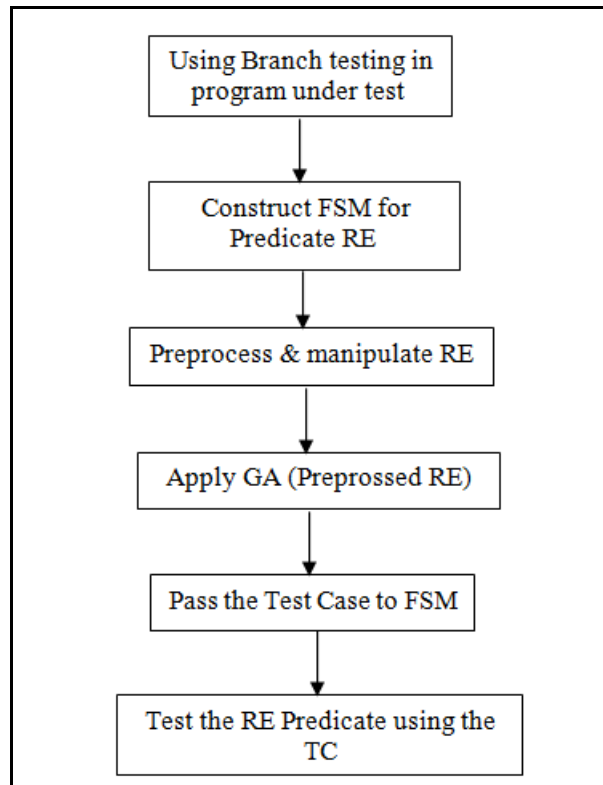 Using Branch testing in
program under test
Construct FSM for
Predicate RE
Preprocess & manipulate RE
Apply GA (Preprossed RE)
Pass the Test Case to FSM
Test the RE Predicate using the
TC